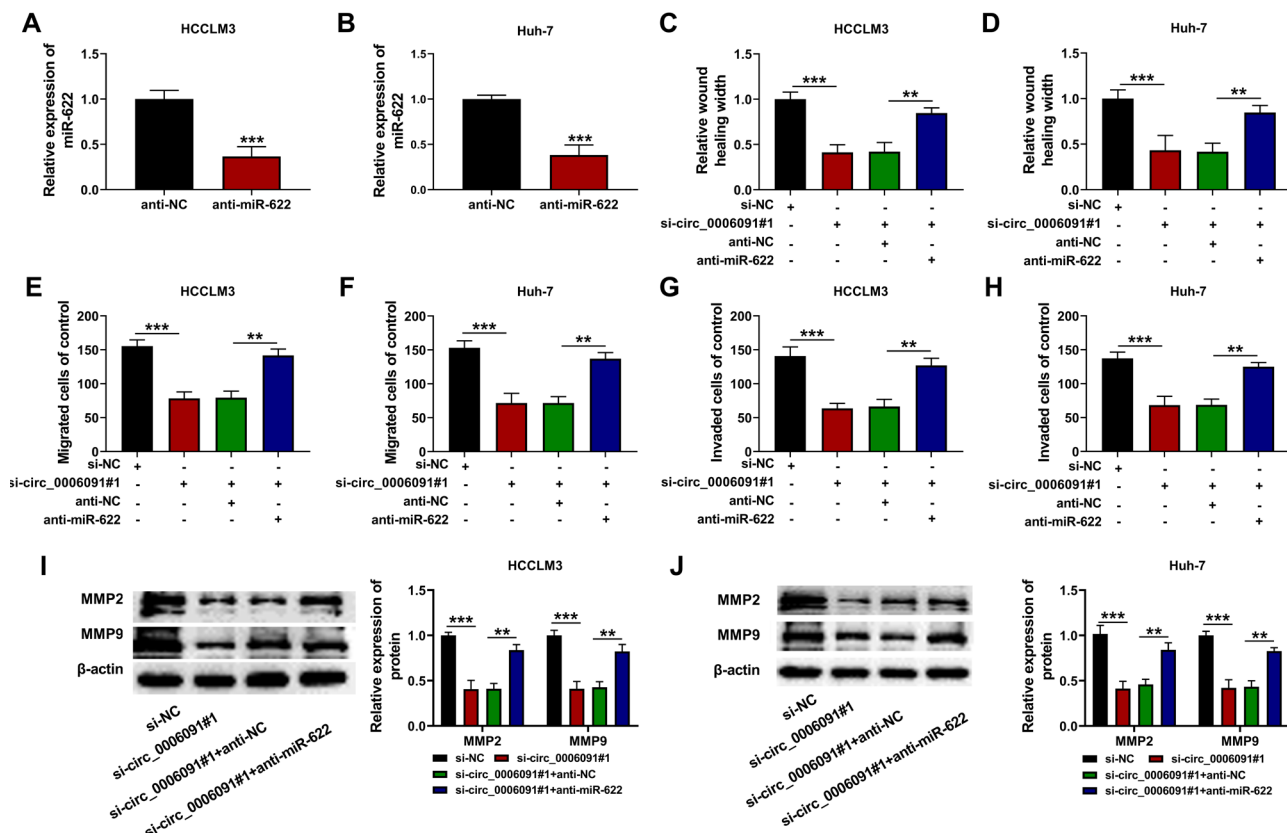 A
HCCLM3
Relative expression of
miR-622
1.5
1.0
0.5
0.0
***
anti-NC anti-miR-622
B
Huh-7
Relative expression of
miR-622
1.5
1.0
0.5
0.0
***
anti-NC anti-miR-622
C
HCCLM3
Relative wound
healing width
1.5
1.0
0.5
0.0
*** **
si-NC + - - -
si-circ_0006091#1 - + + +
anti-NC - - + -
anti-miR-622 - - - +
D
Huh-7
Relative wound
healing width
1.5
1.0
0.5
0.0
*** **
si-NC + - - -
si-circ_0006091#1 - + + +
anti-NC - - + -
anti-miR-622 - - - +
E
HCCLM3
Migrated cells of control
200
150
100
50
0
*** **
si-NC + - - -
si-circ_0006091#1 - + + +
anti-NC - - + -
anti-miR-622 - - - +
F
Huh-7
Migrated cells of control
200
150
100
50
0
*** **
si-NC + - - -
si-circ_0006091#1 - + + +
anti-NC - - + -
anti-miR-622 - - - +
G
HCCLM3
Invaded cells of control
200
150
100
50
0
*** **
si-NC + - - -
si-circ_0006091#1 - + + +
anti-NC - - + -
anti-miR-622 - - - +
H
Huh-7
Invaded cells of control
200
150
100
50
0
*** **
si-NC + - - -
si-circ_0006091#1 - + + +
anti-NC - - + -
anti-miR-622 - - - +
I
MMP2
MMP9
β-actin
si-NC
si-circ_0006091#1
si-circ_0006091#1+anti-NC
si-circ_0006091#1+anti-miR-622
HCCLM3
Relative expression of
protein
1.5
1.0
0.5
0.0
*** ** *** **
MMP2 MMP9
si-NC si-circ_0006091#1
si-circ_0006091#1+anti-NC
si-circ_0006091#1+anti-miR-622
J
MMP2
MMP9
β-actin
si-NC
si-circ_0006091#1
si-circ_0006091#1+anti-NC
si-circ_0006091#1+anti-miR-622
Huh-7
Relative expression of
protein
1.5
1.0
0.5
0.0
*** ** *** **
MMP2 MMP9
si-NC si-circ_0006091#1
si-circ_0006091#1+anti-NC
si-circ_0006091#1+anti-miR-622